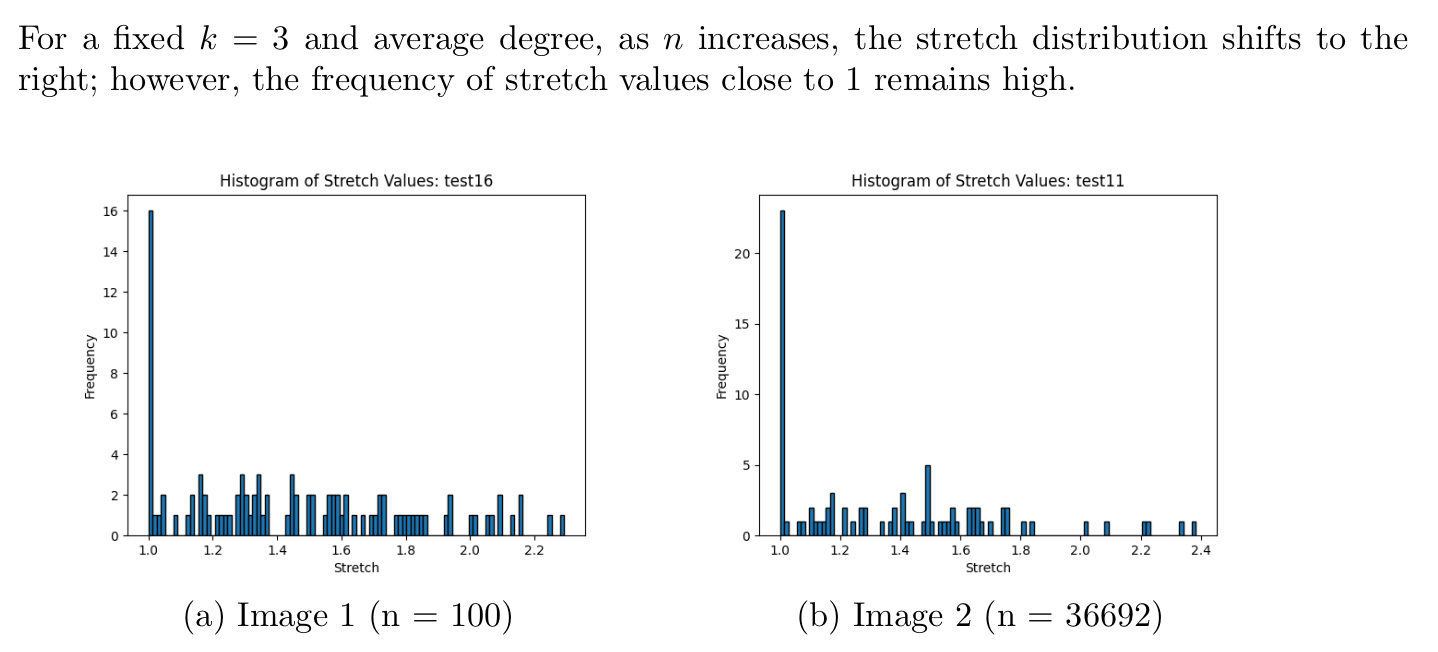 For a fixed k = 3 and average degree, as n increases, the stretch distribution shifts to the
right; however, the frequency of stretch values close to 1 remains high.
Histogram of Stretch Values: test16
16
14
12
10
8
6
4
2
0
Frequency
1.0 1.2 1.4 1.6 1.8 2.0 2.2
Stretch
(a) Image 1 (n = 100)
Histogram of Stretch Values: test11
20
15
10
5
0
Frequency
1.0 1.2 1.4 1.6 1.8 2.0 2.2 2.4
Stretch
(b) Image 2 (n = 36692)